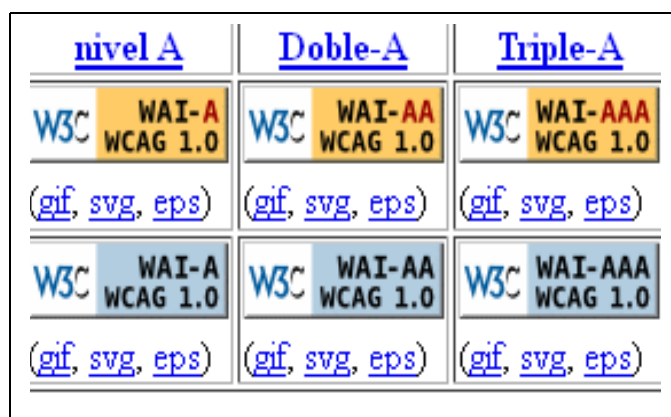 nivel A Doble-A Triple-A
W3C WAI-A WCAG 1.0 W3C WAI-AA WCAG 1.0 W3C WAI-AAA WCAG 1.0
(gif, svg, eps) (gif, svg, eps) (gif, svg, eps)
W3C WAI-A WCAG 1.0 W3C WAI-AA WCAG 1.0 W3C WAI-AAA WCAG 1.0
(gif, svg, eps) (gif, svg, eps) (gif, svg, eps)